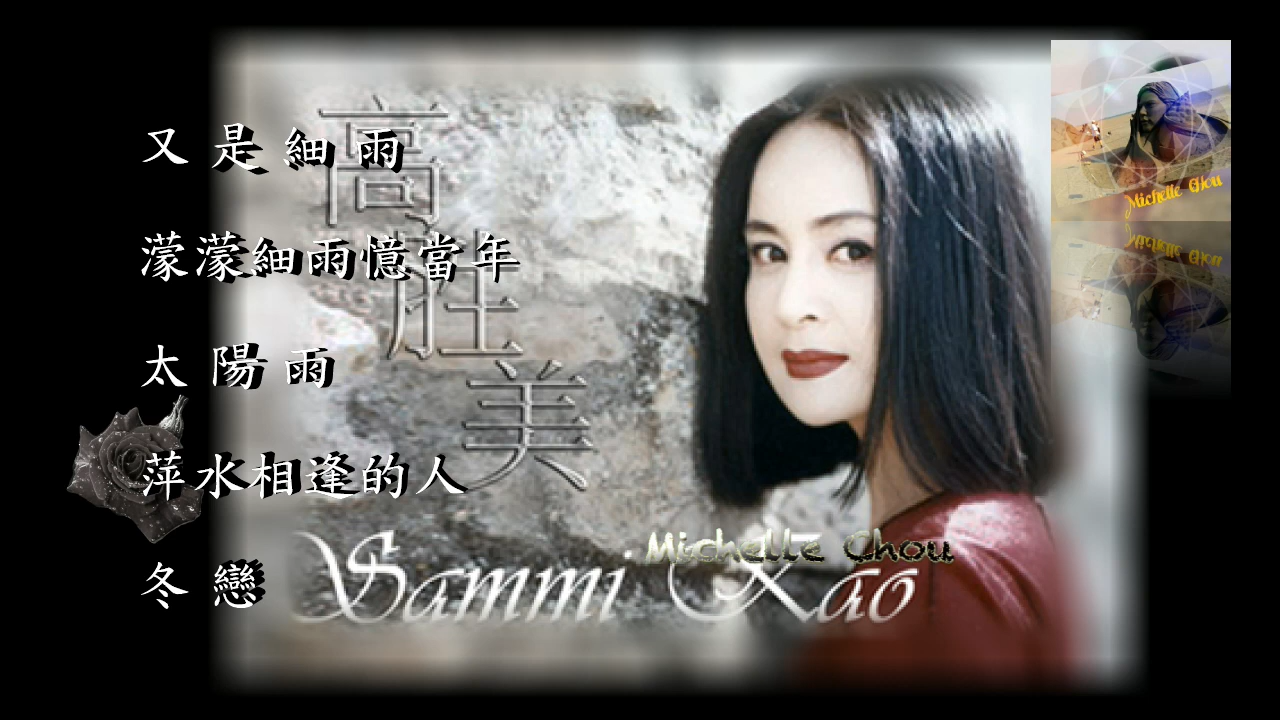 又是細雨
濛濛細雨憶當年
太陽雨
萍水相逢的人
冬戀
高
勝
美
Sammi Kao
Michelle Chou
Michelle Chou